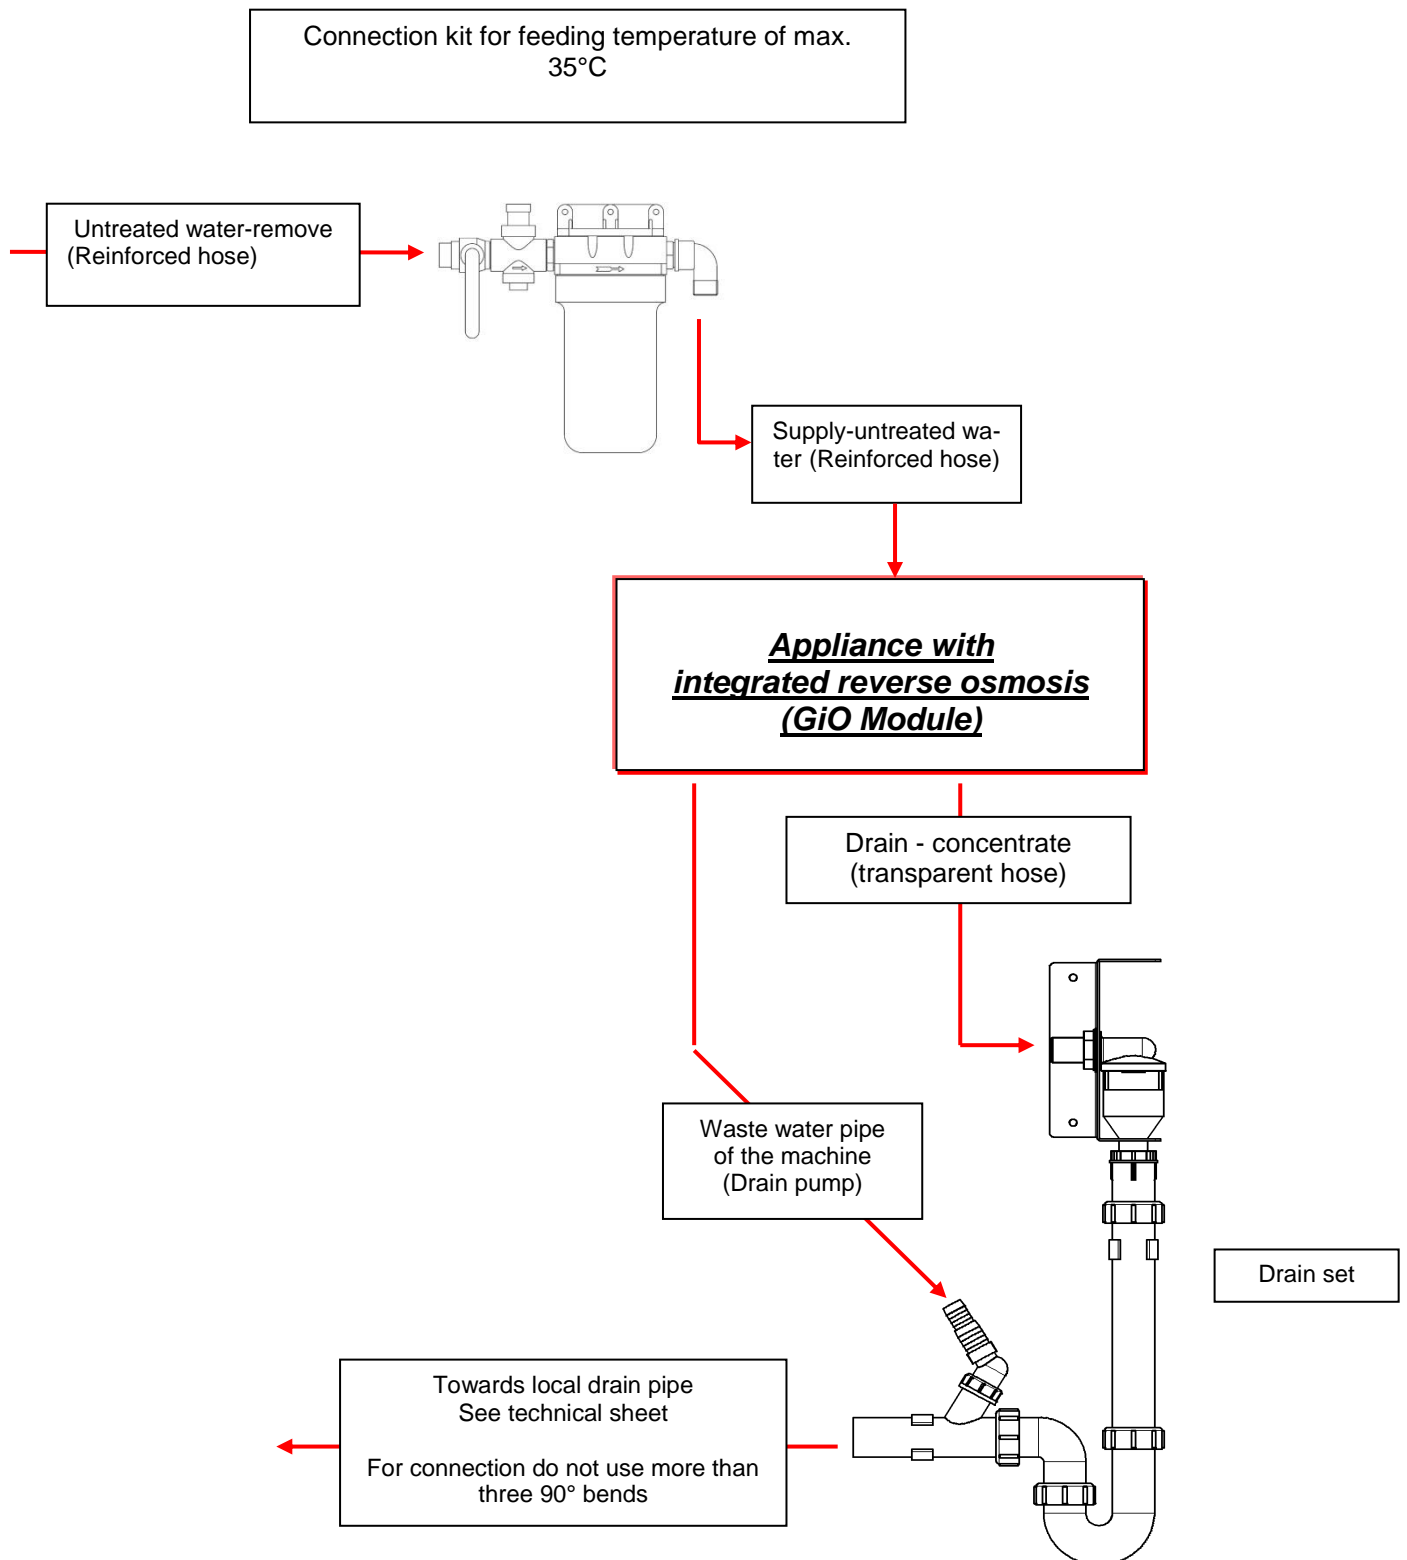 Connection kit for feeding temperature of max.
35°C
Untreated water-remove
(Reinforced hose)
Supply-untreated wa-
ter (Reinforced hose)
Appliance with
integrated reverse osmosis
(GiO Module)
Drain - concentrate
(transparent hose)
Waste water pipe
of the machine
(Drain pump)
Drain set
Towards local drain pipe
See technical sheet
For connection do not use more than
three 90° bends